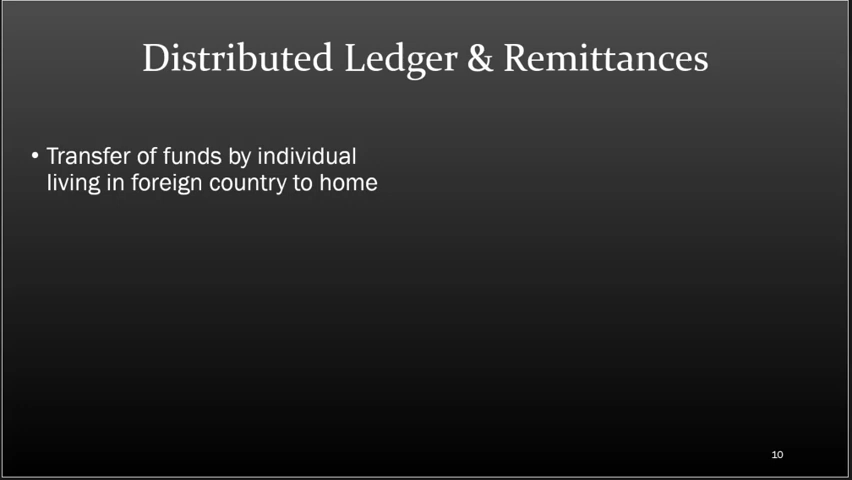 Distributed Ledger & Remittances
• Transfer of funds by individual
living in foreign country to home
10